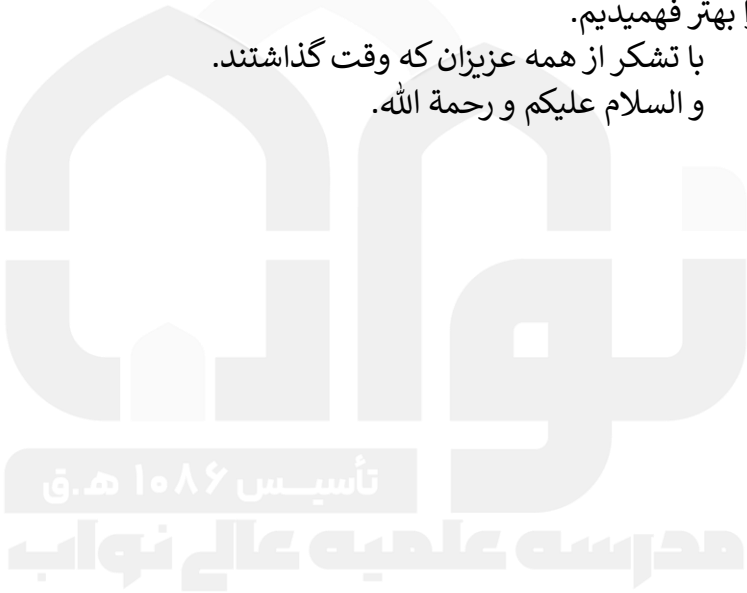 بهتر فهمیدیم.
با تشکر از همه عزیزان که وقت گذاشتند.
و السلام علیکم و رحمة الله.
نواب
تأسیس ۱۰۸۶ ه.ق
مدرسه علمیه عالی نواب